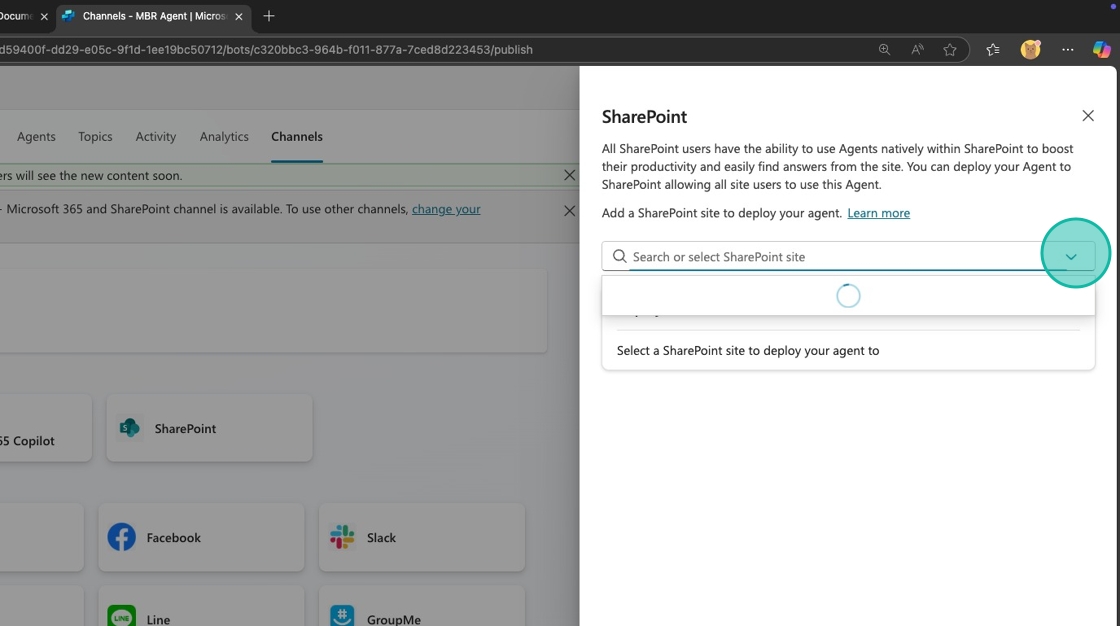 Docume
Channels - MBR Agent | Micros
d59400f-dd29-e05c-9f1d-1ee19bc50712/bots/c320bbc3-964b-f011-877a-7ced8d223453/publish
Agents Topics Activity Analytics Channels
ers will see the new content soon.
- Microsoft 365 and SharePoint channel is available. To use other channels, change your
65 Copilot
SharePoint
Facebook
Slack
Line
GroupMe
SharePoint
All SharePoint users have the ability to use Agents natively within SharePoint to boost
their productivity and easily find answers from the site. You can deploy your Agent to
SharePoint allowing all site users to use this Agent.
Add a SharePoint site to deploy your agent. Learn more
Search or select SharePoint site
Select a SharePoint site to deploy your agent to